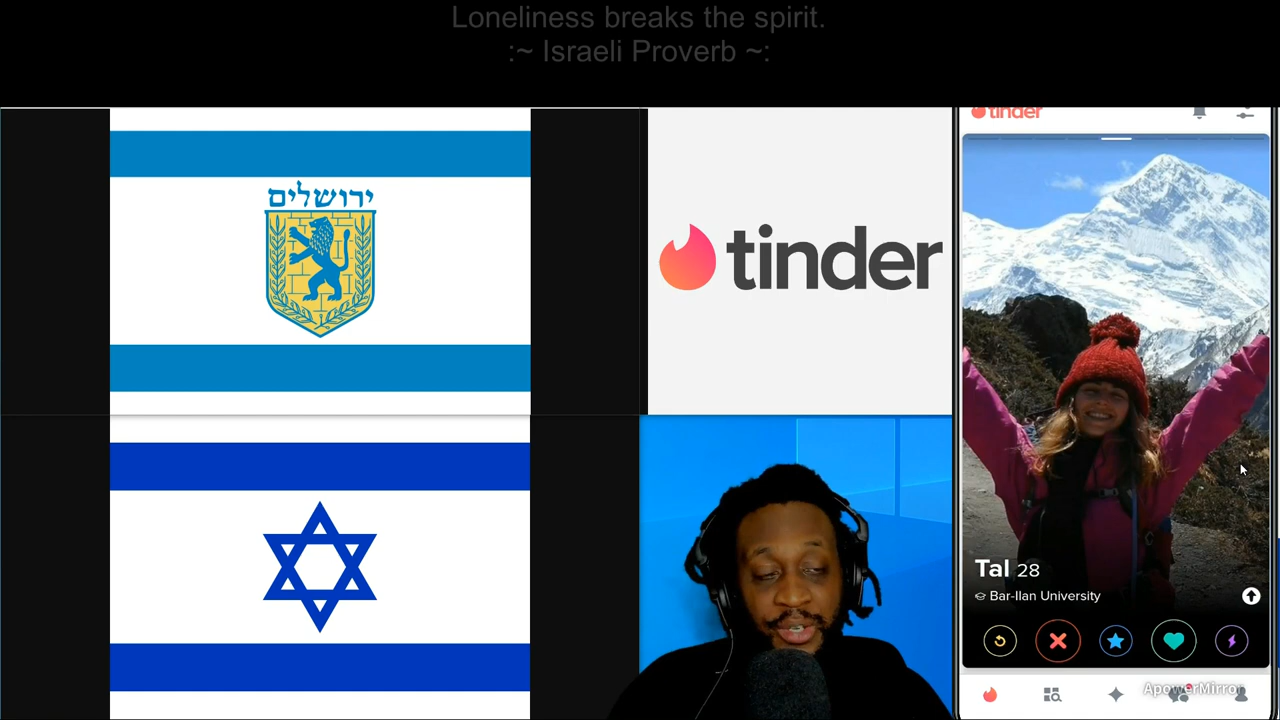 Loneliness breaks the spirit.
:~ Israeli Proverb ~:
ירושלים
tinder
tinder
Tal 28
Bar-Ilan University
ApowerMirror